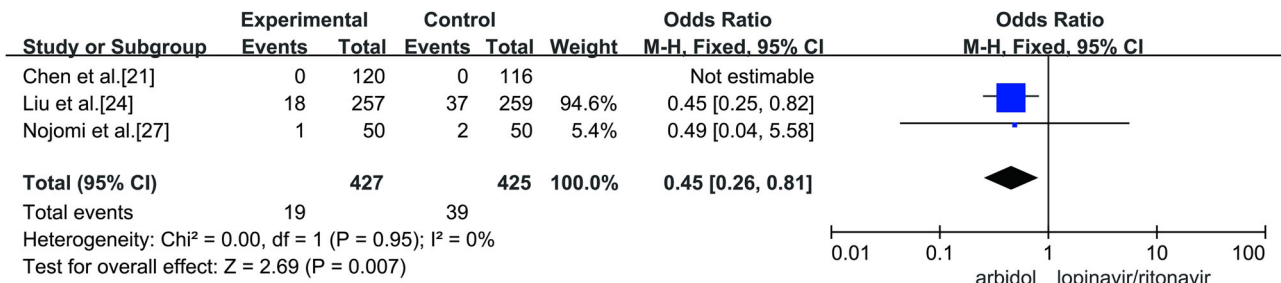 Experimental Control Odds Ratio Odds Ratio
Study or Subgroup Events Total Events Total Weight M-H, Fixed, 95% CI M-H, Fixed, 95% CI
Chen et al.[21] 0 120 0 116 Not estimable
Liu et al.[24] 18 257 37 259 94.6% 0.45 [0.25, 0.82]
Nojomi et al.[27] 1 50 2 50 5.4% 0.49 [0.04, 5.58]
Total (95% CI) 427 425 100.0% 0.45 [0.26, 0.81]
Total events 19 39
Heterogeneity: Chi² = 0.00, df = 1 (P = 0.95); I² = 0%
Test for overall effect: Z = 2.69 (P = 0.007)
0.01 0.1 1 10 100
arbidol lopinavir/ritonavir